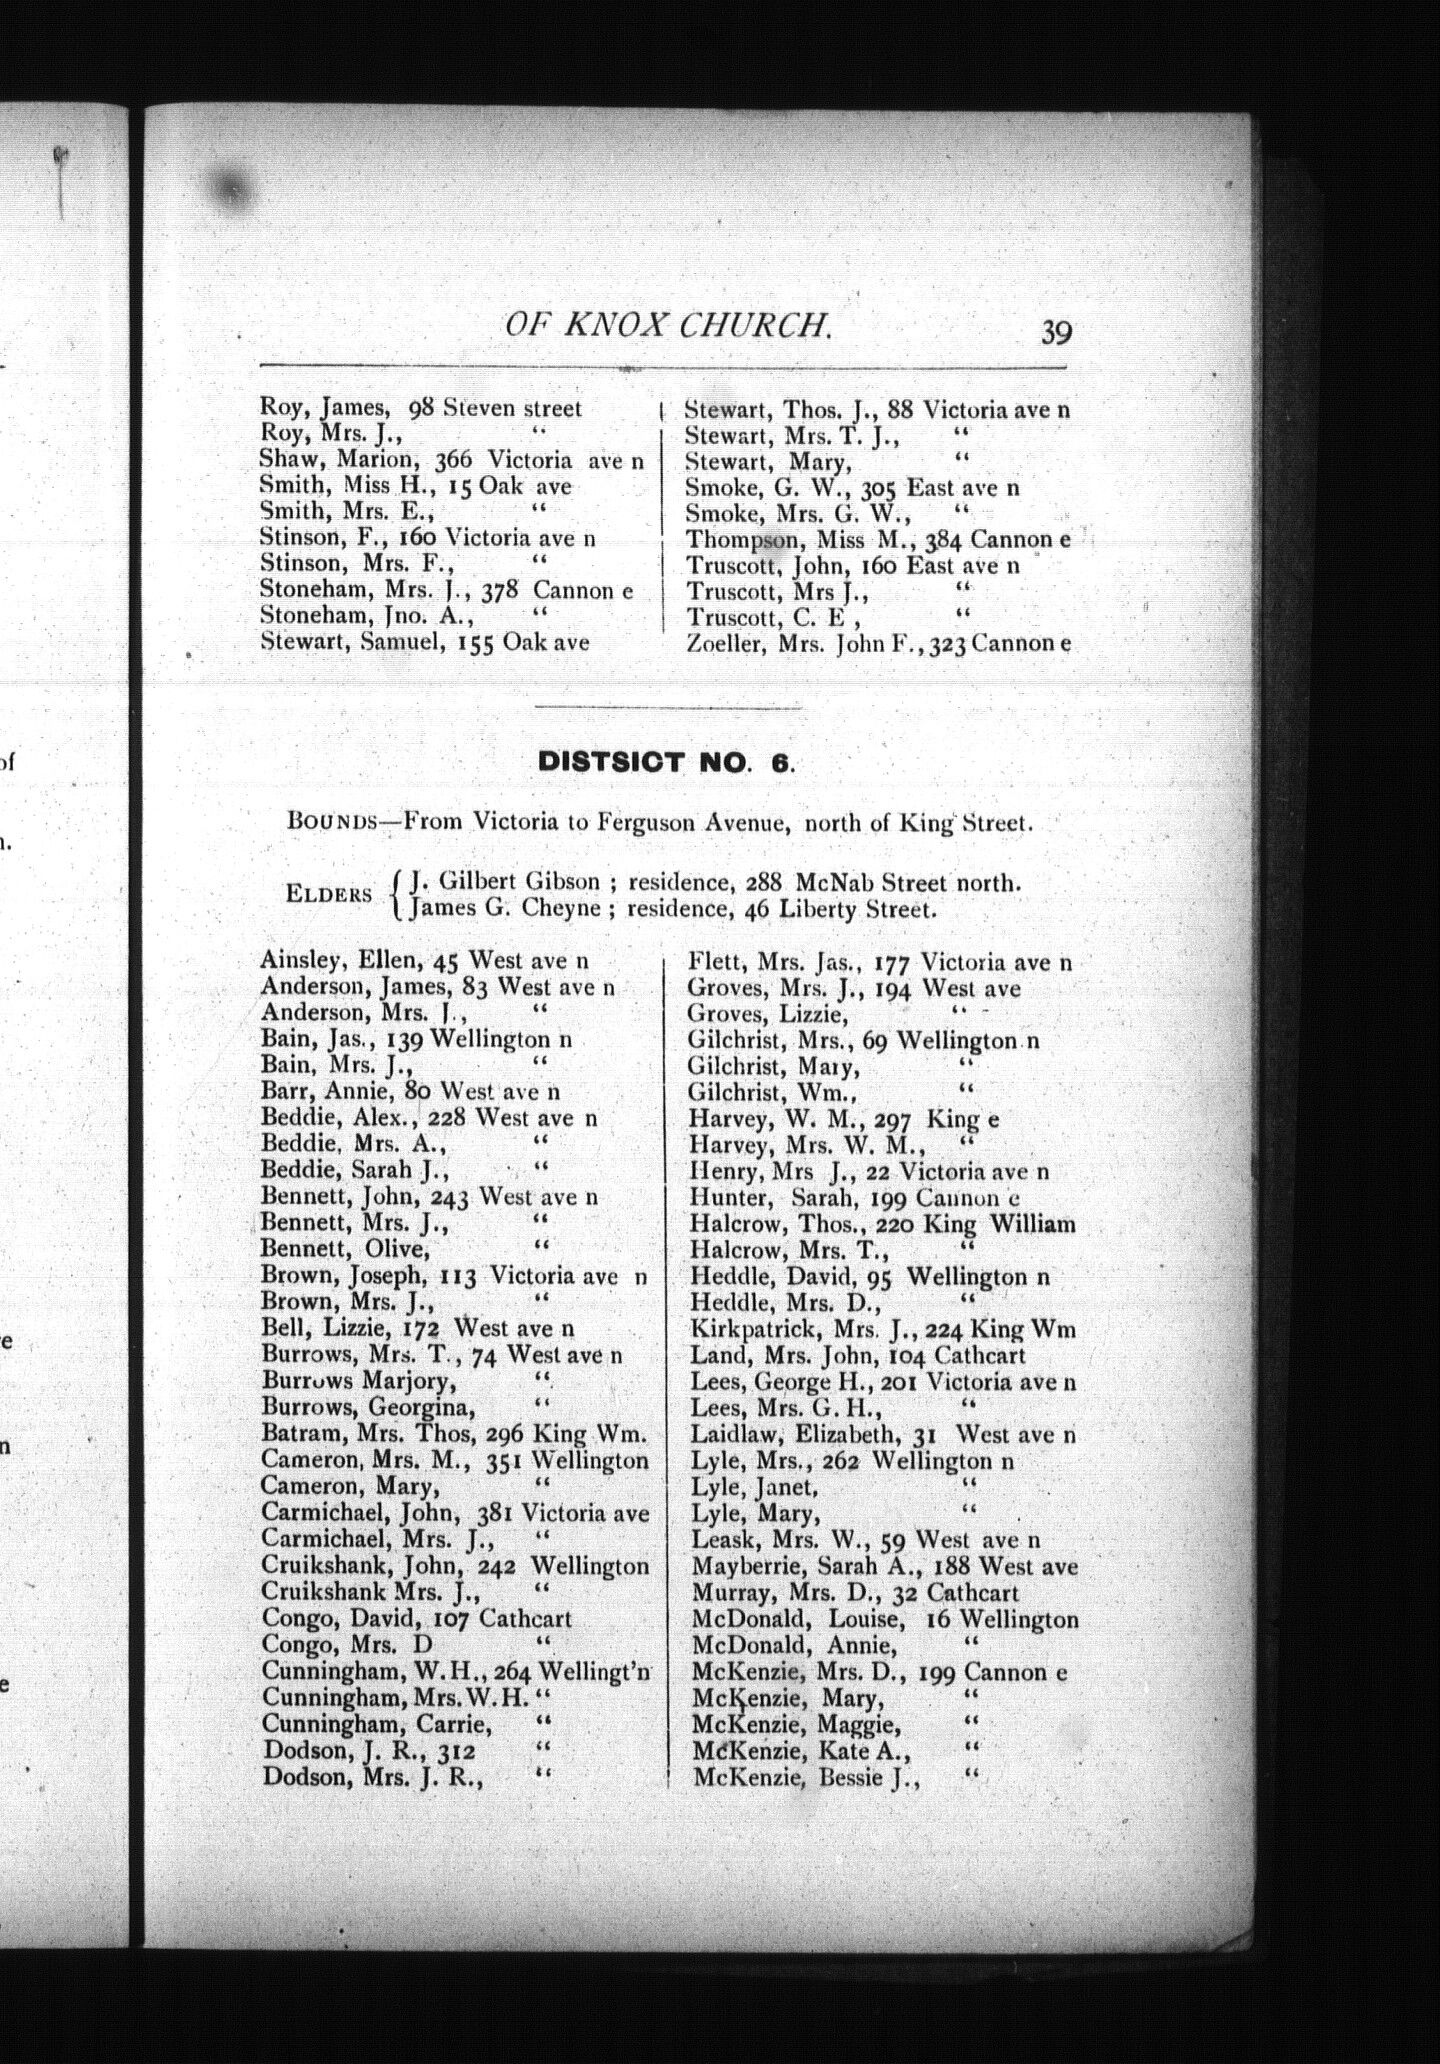 OF KNOX CHURCH. 39
Roy, James, 98 Steven street
Roy, Mrs. J., "
Shaw, Marion, 366 Victoria ave n
Smith, Miss H., 15 Oak ave
Smith, Mrs. E., "
Stinson, F., 160 Victoria ave n
Stinson, Mrs. F., "
Stoneham, Mrs. J., 378 Cannon e
Stoneham, Jno. A., "
Stewart, Samuel, 155 Oak ave
Stewart, Thos. J., 88 Victoria ave n
Stewart, Mrs. T. J., "
Stewart, Mary, "
Smoke, G. W., 305 East ave n
Smoke, Mrs. G. W., "
Thompson, Miss M., 384 Cannon e
Truscott, John, 160 East ave n
Truscott, Mrs J., "
Truscott, C. E , "
Zoeller, Mrs. John F., 323 Cannon e
DISTSICT NO. 6.
BOUNDS—From Victoria to Ferguson Avenue, north of King Street.
ELDERS { J. Gilbert Gibson ; residence, 288 McNab Street north.
James G. Cheyne ; residence, 46 Liberty Street.
Ainsley, Ellen, 45 West ave n
Anderson, James, 83 West ave n
Anderson, Mrs. J., "
Bain, Jas., 139 Wellington n
Bain, Mrs. J., "
Barr, Annie, 80 West ave n
Beddie, Alex., 228 West ave n
Beddie, Mrs. A., "
Beddie, Sarah J., "
Bennett, John, 243 West ave n
Bennett, Mrs. J., "
Bennett, Olive, "
Brown, Joseph, 113 Victoria ave n
Brown, Mrs. J., "
Bell, Lizzie, 172 West ave n
Burrows, Mrs. T., 74 West ave n
Burrows Marjory, "
Burrows, Georgina, "
Batram, Mrs. Thos, 296 King Wm.
Cameron, Mrs. M., 351 Wellington
Cameron, Mary, "
Carmichael, John, 381 Victoria ave
Carmichael, Mrs. J., "
Cruikshank, John, 242 Wellington
Cruikshank Mrs. J., "
Congo, David, 107 Cathcart
Congo, Mrs. D "
Cunningham, W. H., 264 Wellingt'n
Cunningham, Mrs. W. H. "
Cunningham, Carrie, "
Dodson, J. R., 312 "
Dodson, Mrs. J. R., "
Flett, Mrs. Jas., 177 Victoria ave n
Groves, Mrs. J., 194 West ave
Groves, Lizzie, "
Gilchrist, Mrs., 69 Wellington n
Gilchrist, Mary, "
Gilchrist, Wm., "
Harvey, W. M., 297 King e
Harvey, Mrs. W. M., "
Henry, Mrs J., 22 Victoria ave n
Hunter, Sarah, 199 Cannon e
Halcrow, Thos., 220 King William
Halcrow, Mrs. T., "
Heddle, David, 95 Wellington n
Heddle, Mrs. D., "
Kirkpatrick, Mrs. J., 224 King Wm
Land, Mrs. John, 104 Cathcart
Lees, George H., 201 Victoria ave n
Lees, Mrs. G. H., "
Laidlaw, Elizabeth, 31 West ave n
Lyle, Mrs., 262 Wellington n
Lyle, Janet, "
Lyle, Mary, "
Leask, Mrs. W., 59 West ave n
Mayberrie, Sarah A., 188 West ave
Murray, Mrs. D., 32 Cathcart
McDonald, Louise, 16 Wellington
McDonald, Annie, "
McKenzie, Mrs. D., 199 Cannon e
McKenzie, Mary, "
McKenzie, Maggie, "
McKenzie, Kate A., "
McKenzie, Bessie J., "